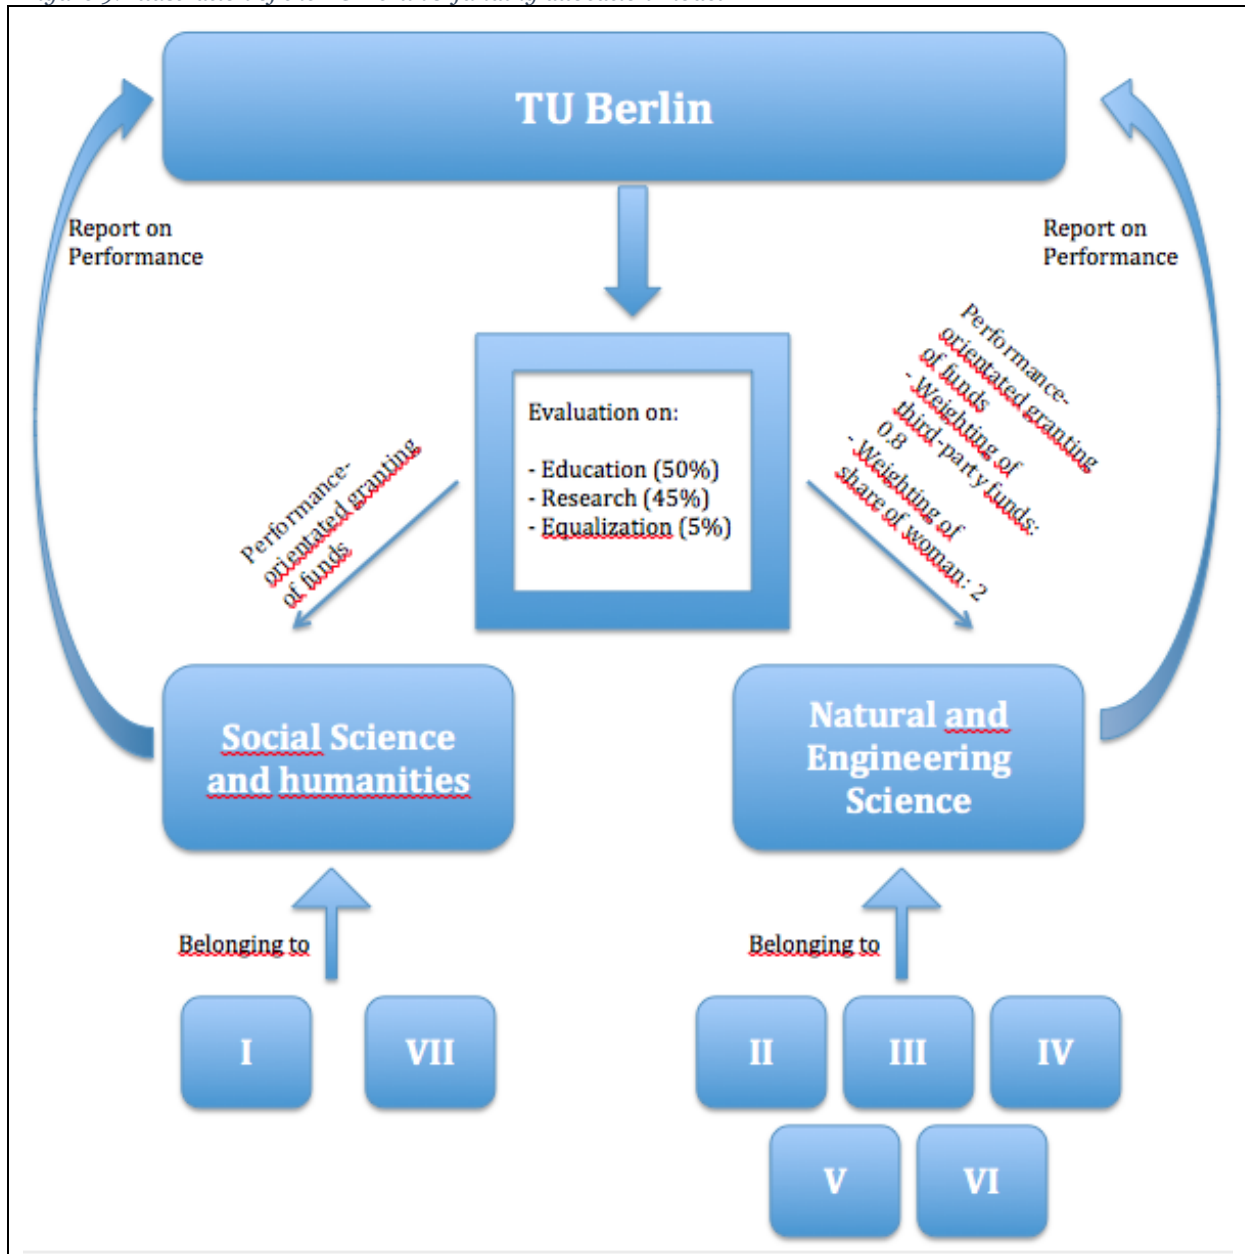 TU Berlin
Report on
Performance
Report on
Performance
Evaluation on:
- Education (50%)
- Research (45%)
- Equalization (5%)
Performance-
orientated granting
of funds
Performance-
orientated granting
of funds
- Weighting of
third-party funds:
0.8
- Weighting of
share of woman: 2
Social Science
and humanities
Natural and
Engineering
Science
Belonging to
Belonging to
I
VII
II
III
IV
V
VI